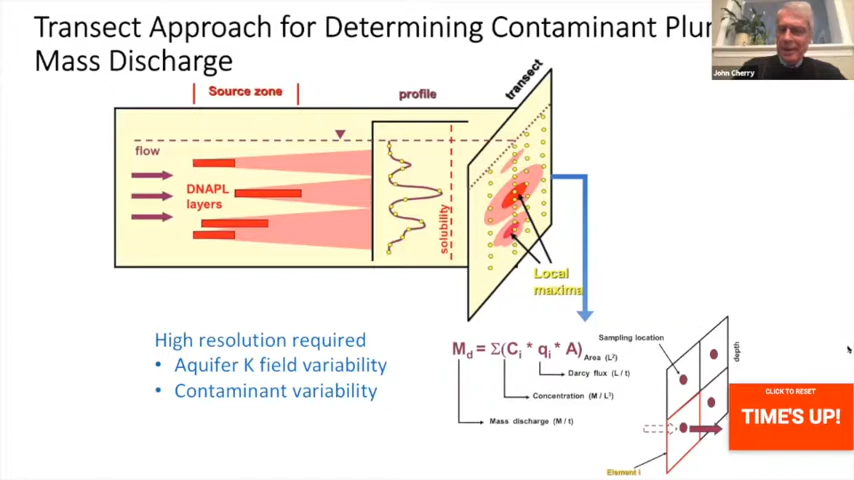 Transect Approach for Determining Contaminant Plu
Mass Discharge
John Cherry
Source zone
profile
transect
flow
DNAPL
layers
solubility
Local
maxima
High resolution required
• Aquifer K field variability
• Contaminant variability
Md = Σ(Ci * qi * A)
Area (L²)
Darcy flux (L / t)
Concentration (M / L³)
Mass discharge (M / t)
Sampling location
depth
Element i
CLICK TO RESET
TIME'S UP!